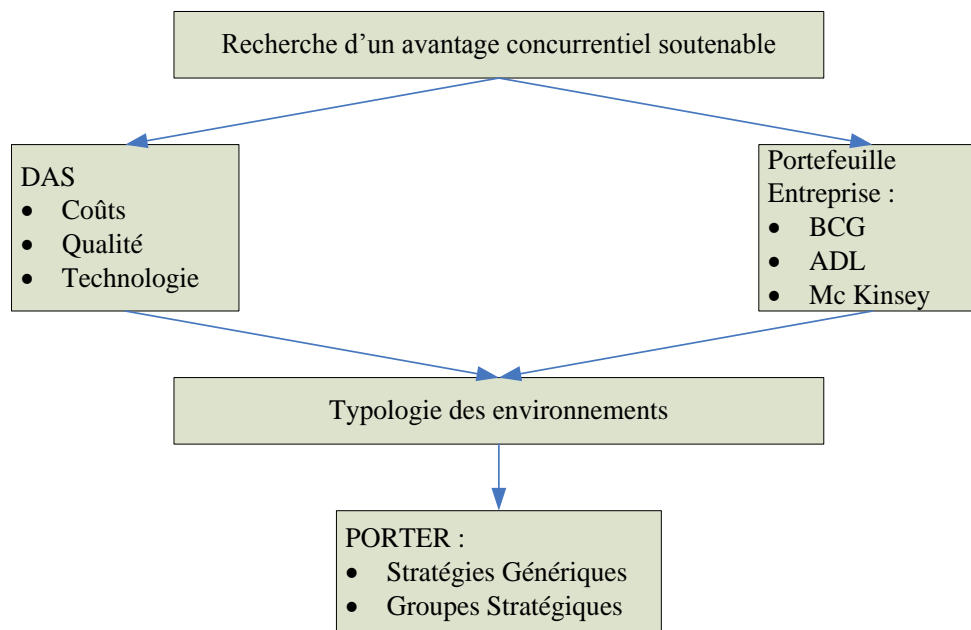 Recherche d’un avantage concurrentiel soutenable
DAS
• Coûts
• Qualité
• Technologie
Portefeuille
Entreprise :
• BCG
• ADL
• Mc Kinsey
Typologie des environnements
PORTER :
• Stratégies Génériques
• Groupes Stratégiques